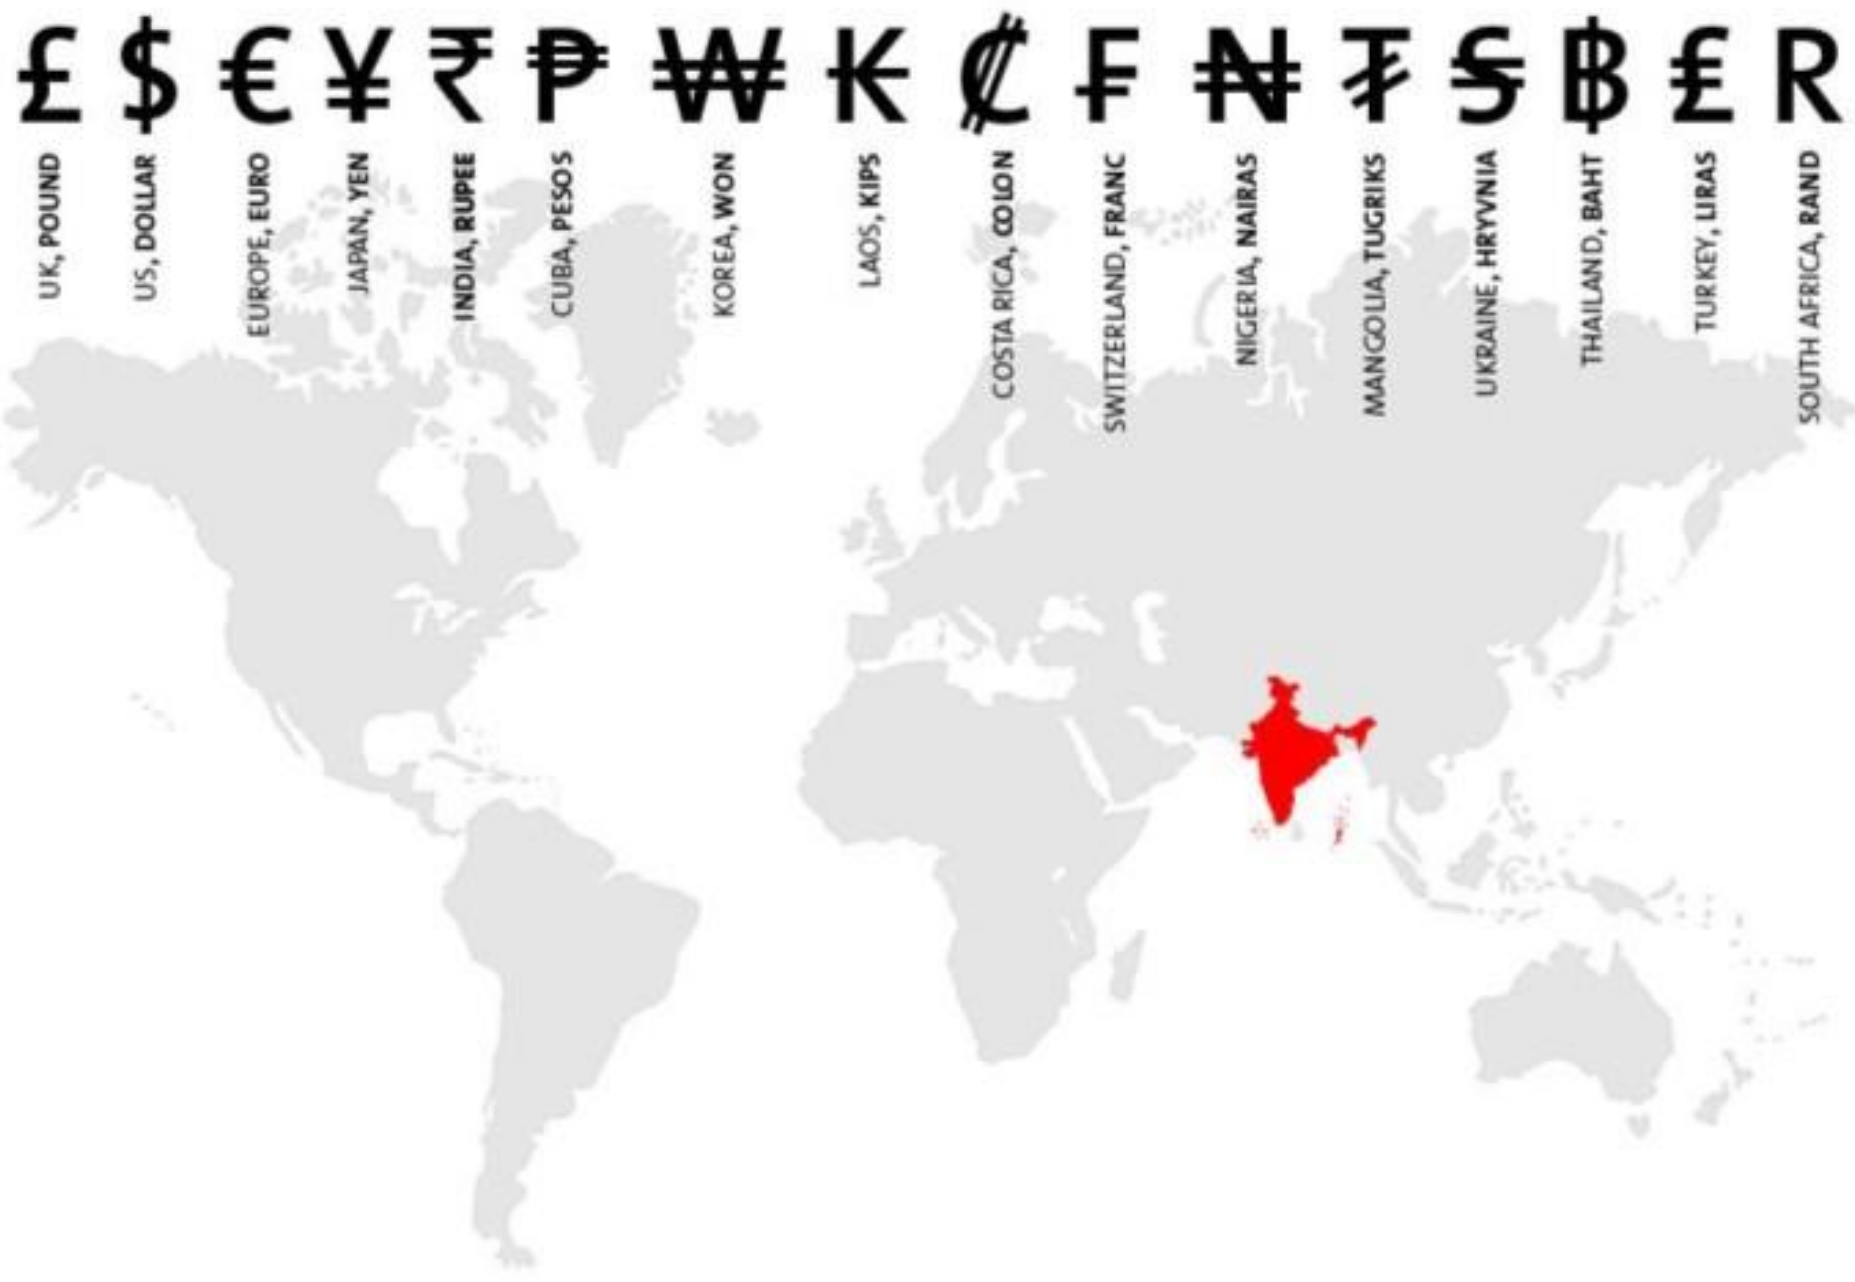 £ $ € ¥ ₹ ₱ ₩ ₭ ₡ ₣ ₦ ₮ S฿ ₤ R
UK, POUND
US, DOLLAR
EUROPE, EURO
JAPAN, YEN
INDIA, RUPEE
CUBA, PESOS
KOREA, WON
LAOS, KIPS
COSTA RICA, COLON
SWITZERLAND, FRANC
NIGERIA, NAIRAS
MANGOLIA, TUGRIKS
UKRAINE, HRYVNIA
THAILAND, BAHT
TURKEY, LIRAS
SOUTH AFRICA, RAND